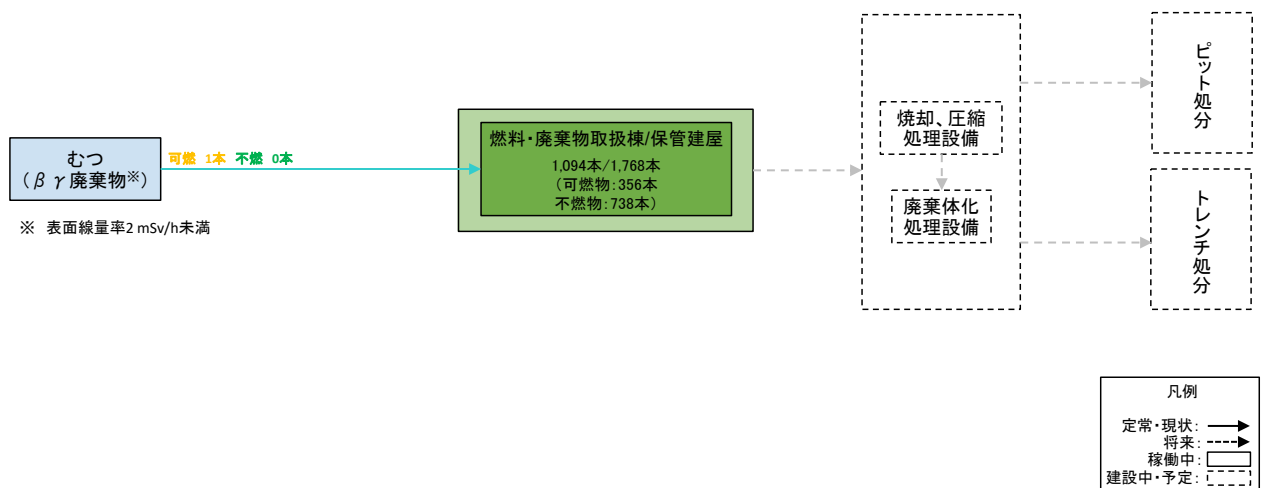 むつ
（βγ廃棄物※）
※ 表面線量率2 mSv/h未満
可燃 1本 不燃 0本
燃料・廃棄物取扱棟/保管建屋
1,094本/1,768本
（可燃物：356本
不燃物：738本）
焼却、圧縮
処理設備
廃棄体化
処理設備
ピット処分
トレンチ処分
凡例
定常・現状：
将来：
稼働中：
建設中・予定：